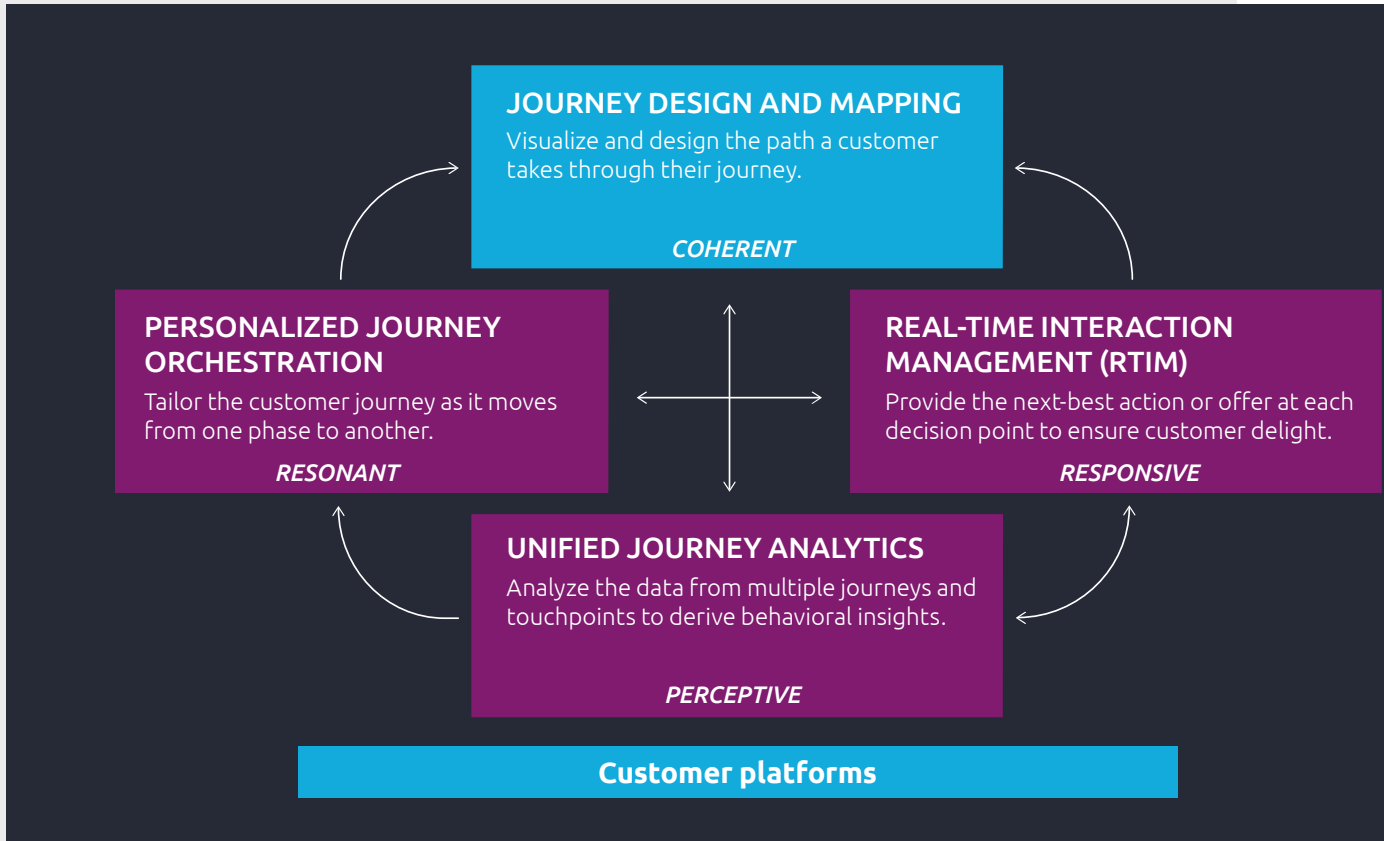 JOURNEY DESIGN AND MAPPING
Visualize and design the path a customer
takes through their journey.
COHERENT
PERSONALIZED JOURNEY
ORCHESTRATION
Tailor the customer journey as it moves
from one phase to another.
RESONANT
REAL-TIME INTERACTION
MANAGEMENT (RTIM)
Provide the next-best action or offer at each
decision point to ensure customer delight.
RESPONSIVE
UNIFIED JOURNEY ANALYTICS
Analyze the data from multiple journeys and
touchpoints to derive behavioral insights.
PERCEPTIVE
Customer platforms